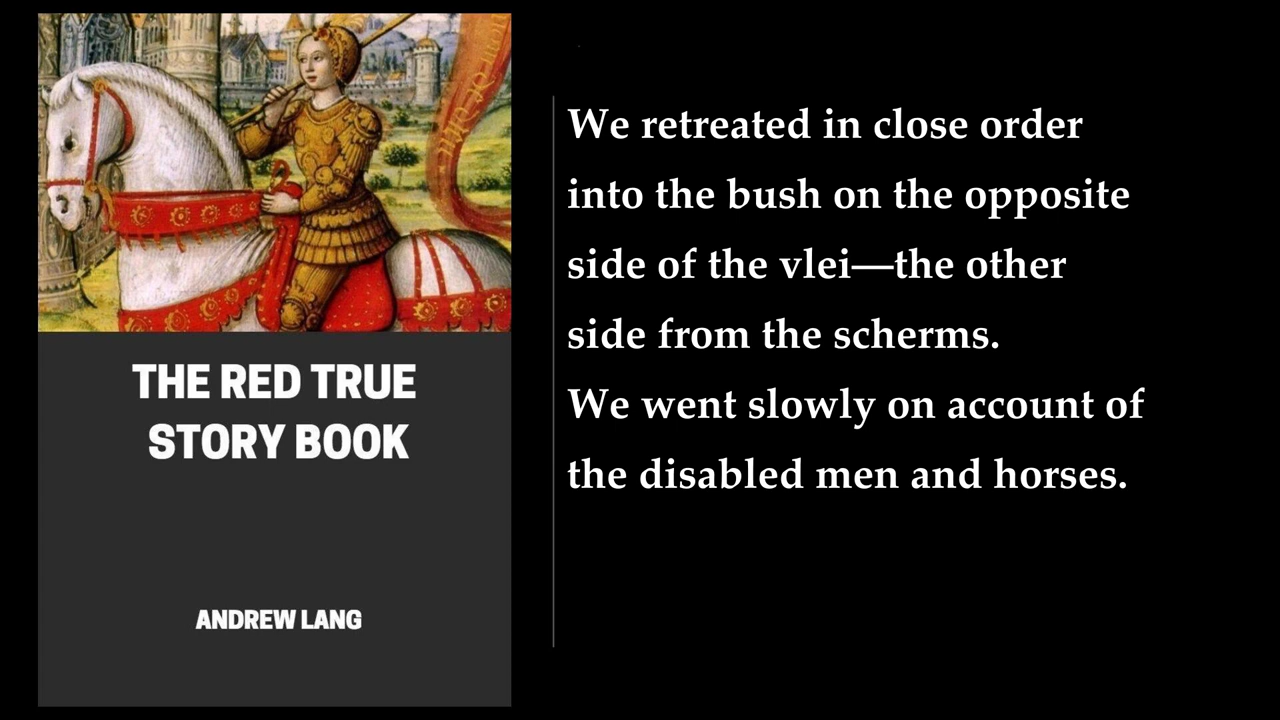 THE RED TRUE
STORY BOOK
ANDREW LANG
We retreated in close order
into the bush on the opposite
side of the vlei—the other
side from the scherms.
We went slowly on account of
the disabled men and horses.